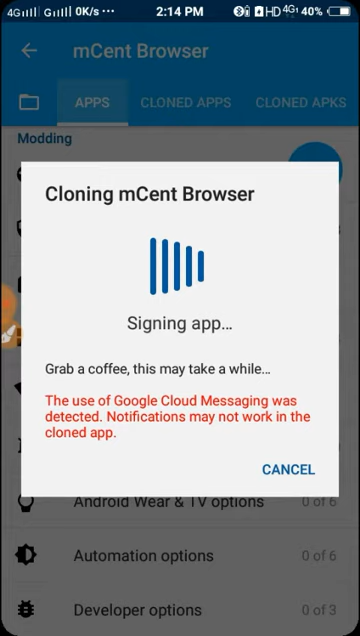 4G G 0K/s ··· 2:14 PM HD 4G 40%
mCent Browser
APPS CLONED APPS CLONED APKS
Modding
Cloning mCent Browser
Signing app...
Grab a coffee, this may take a while...
The use of Google Cloud Messaging was
detected. Notifications may not work in the
cloned app.
CANCEL
Android Wear & TV options 0 of 6
Automation options 0 of 6
Developer options 0 of 3